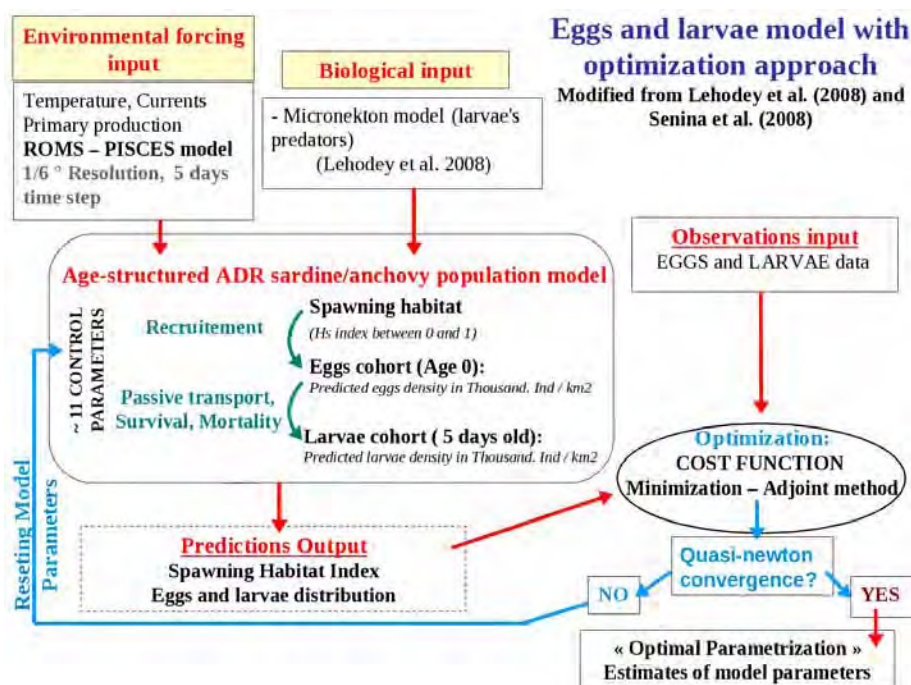 Eggs and larvae model with
optimization approach
Modified from Lehodey et al. (2008) and
Senina et al. (2008)
Environmental forcing
input
Temperature, Currents
Primary production
ROMS – PISCES model
1/6 ° Resolution, 5 days
time step
Biological input
- Micronekton model (larvae's
predators)
(Lehodey et al. 2008)
Observations input
EGGS and LARVAE data
Age-structured ADR sardine/anchovy population model
~ 11 CONTROL
PARAMETERS
Recruitement
Spawning habitat
(Hs index between 0 and 1)
Eggs cohort (Age 0):
Predicted eggs density in Thousand. Ind / km2
Passive transport,
Survival, Mortality
Larvae cohort ( 5 days old):
Predicted larvae density in Thousand. Ind / km2
Optimization:
COST FUNCTION
Minimization – Adjoint method
Reseting Model
Parameters
Predictions Output
Spawning Habitat Index
Eggs and larvae distribution
Quasi-newton
convergence?
NO
YES
« Optimal Parametrization »
Estimates of model parameters